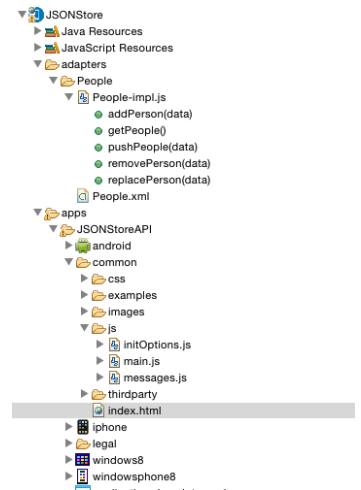 JSONStore
Java Resources
JavaScript Resources
adapters
People
People-impl.js
addPerson(data)
getPeople()
pushPeople(data)
removePerson(data)
replacePerson(data)
People.xml
apps
JSONStoreAPI
android
common
css
examples
images
js
initOptions.js
main.js
messages.js
thirdparty
index.html
iphone
legal
windows8
windowsphone8